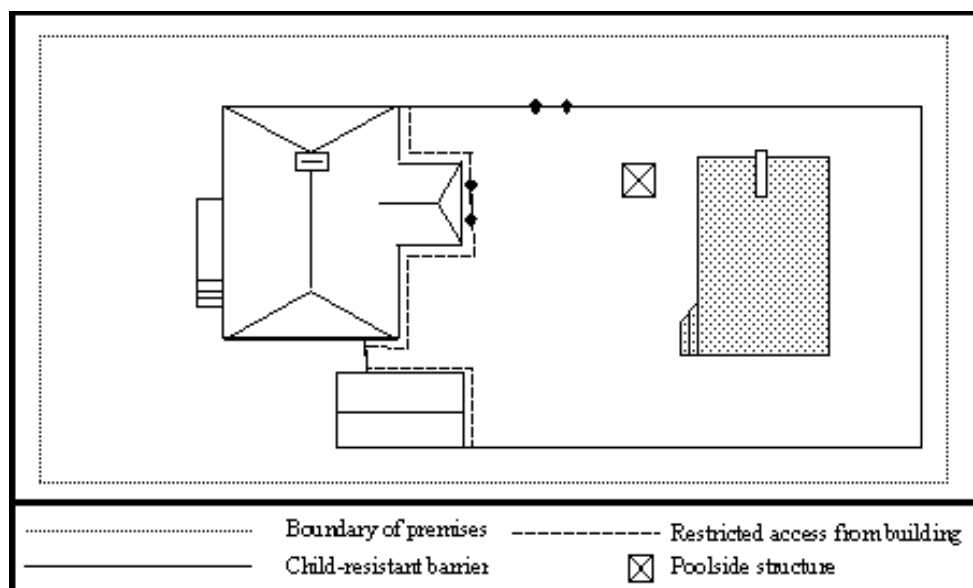 Boundary of premises
Restricted access from building
Child-resistant barrier
Poolside structure